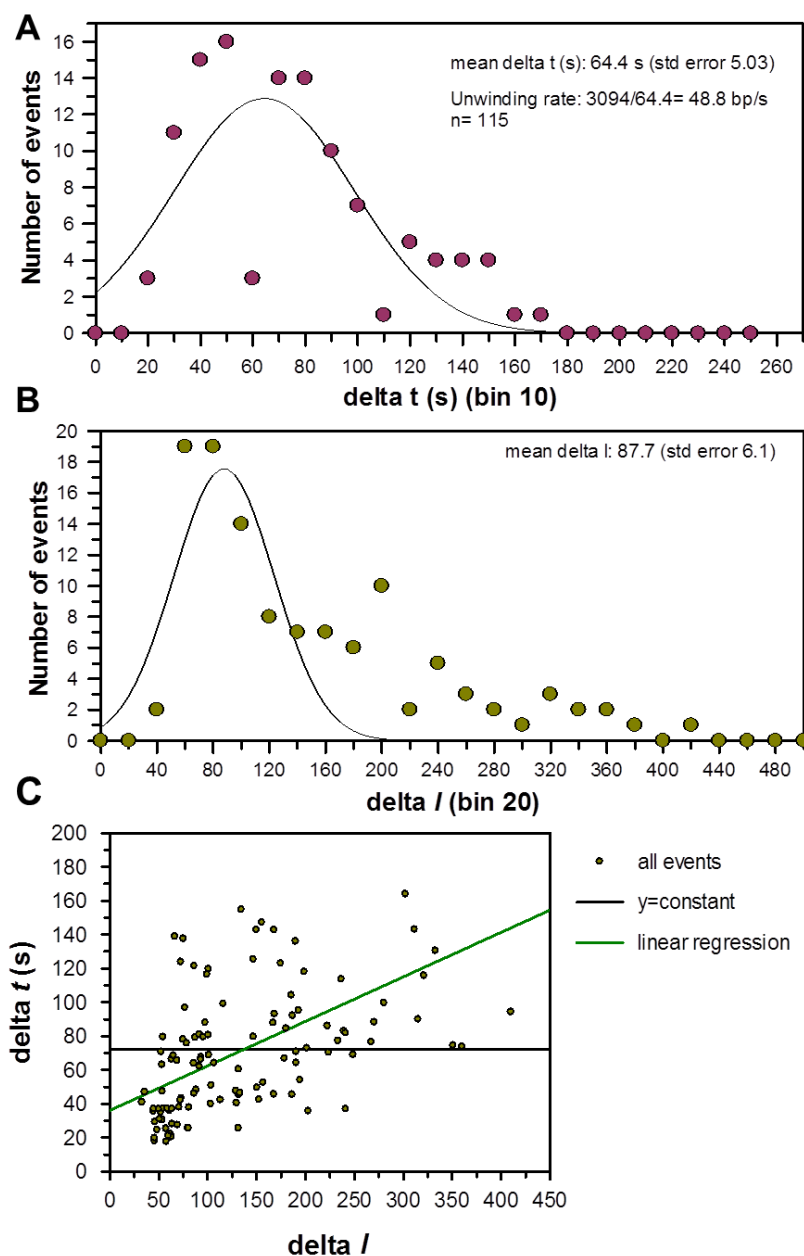 A
mean delta t (s): 64.4 s (std error 5.03)
Unwinding rate: 3094/64.4= 48.8 bp/s
n= 115
Number of events
16
14
12
10
8
6
4
2
0
0 20 40 60 80 100 120 140 160 180 200 220 240 260
delta t (s) (bin 10)
B
mean delta I: 87.7 (std error 6.1)
Number of events
20
18
16
14
12
10
8
6
4
2
0
0 40 80 120 160 200 240 280 320 360 400 440 480
delta I (bin 20)
C
delta t (s)
200
180
160
140
120
100
80
60
40
20
0
0 50 100 150 200 250 300 350 400 450
delta I
all events
y=constant
linear regression